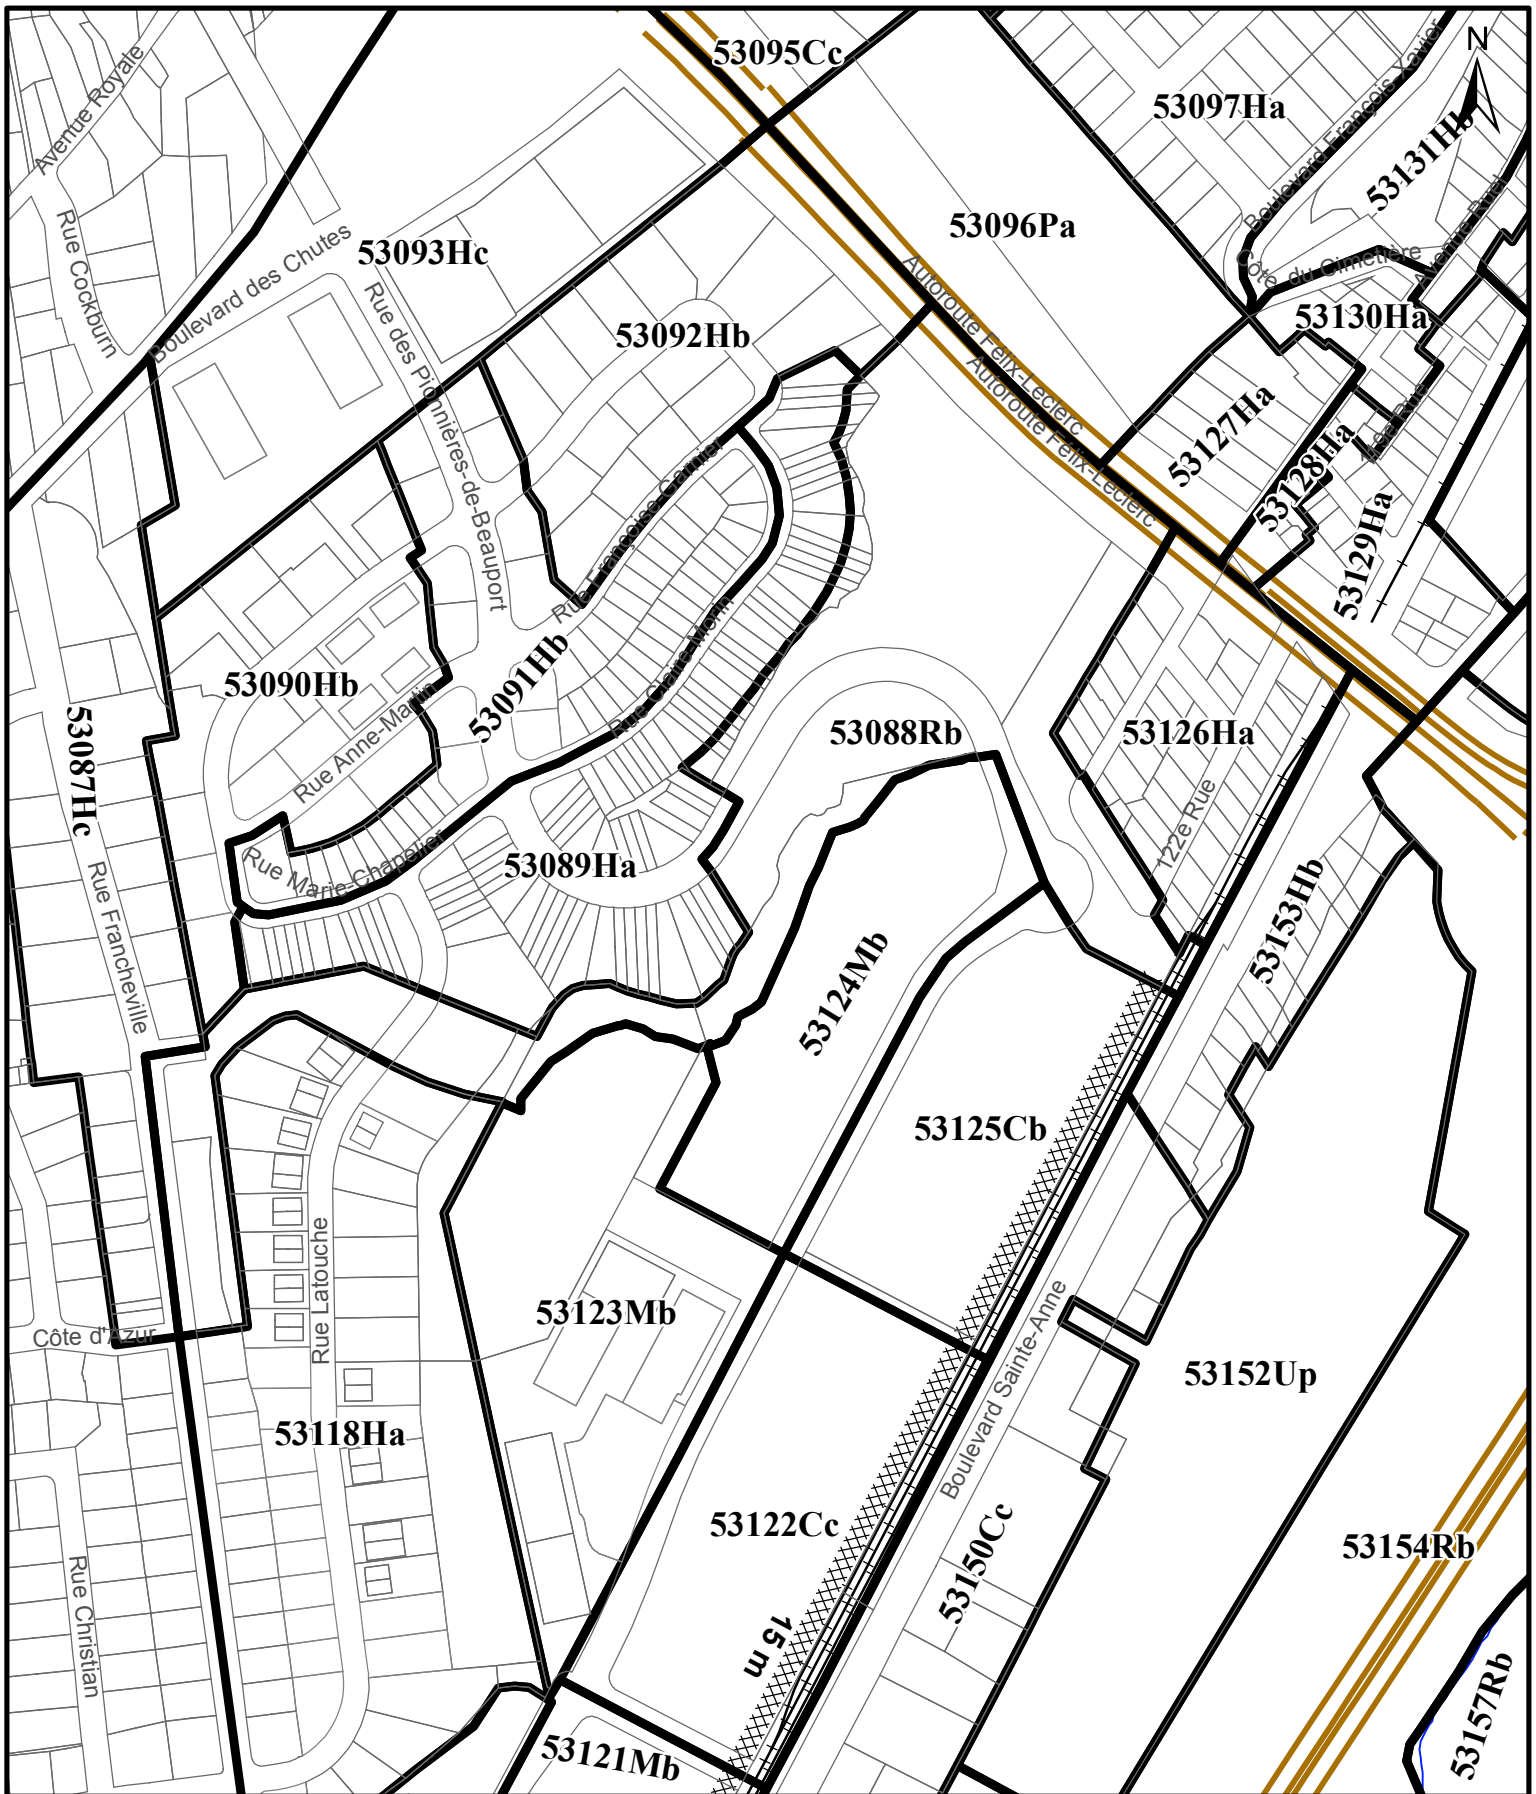 53095Cc
N
Avenue Royale
53097Ha
Boulevard François-Xavier
53131Hb
Rue Cockburn
Boulevard des Chutes
53093Hc
53096Pa
Avenue Ruel
Côte du Cimetière
Rue des Pionnières-de-Beauport
53092Hb
Autoroute Félix-Leclerc
Autoroute Félix-Leclerc
53130Ha
53127Ha
53128Ha
53129Ha
Rue Françoise-Garnier
Rue Claire-Morin
53090Hb
53091Hb
Rue Anne-Martin
53087Hc
53088Rb
53126Ha
122e Rue
Rue Marie-Chapelier
53089Ha
Rue Francheville
53124Mb
53153Hb
53125Cb
Rue Latouche
53123Mb
Côte d'Azur
Boulevard Sainte-Anne
53152Up
53118Ha
53122Cc
53150Cc
53154Rb
Rue Christian
15 m
53121Mb
53157Rb